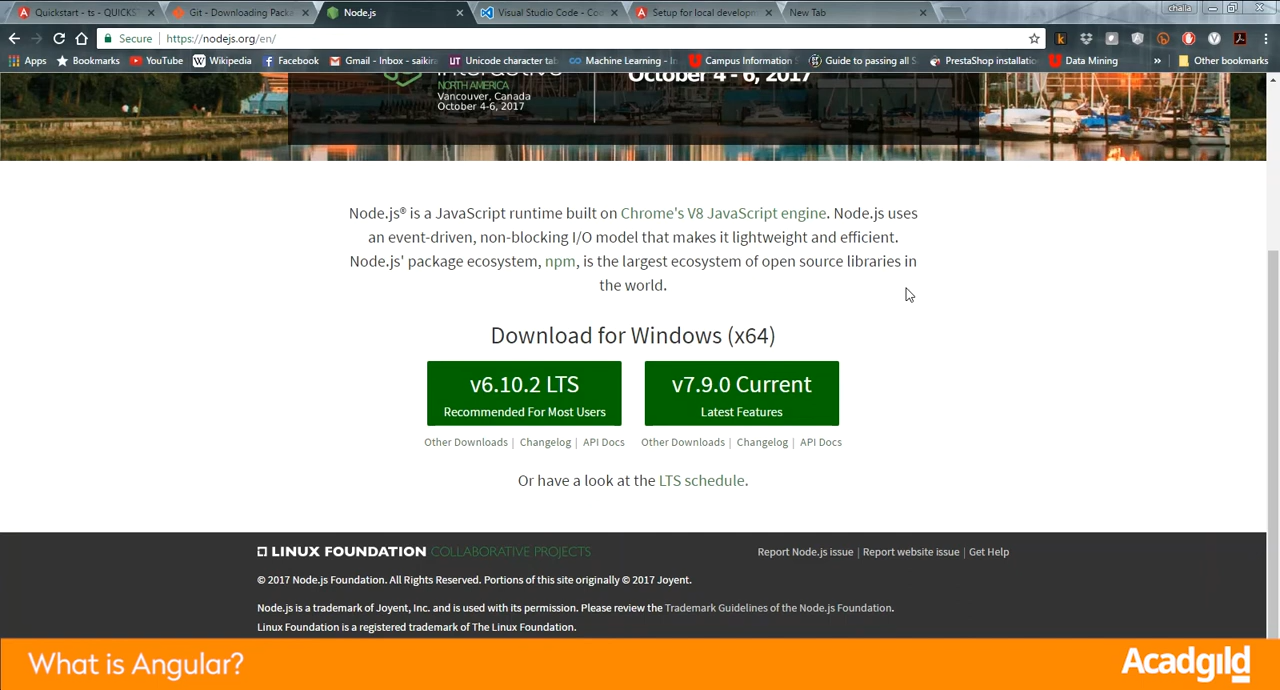 Quickstart - ts - QUICKST
Git - Downloading Packa
Node.js
Visual Studio Code - Cod
Setup for local developm
New Tab
challa
Secure
https://nodejs.org/en/
Apps
Bookmarks
YouTube
Wikipedia
Facebook
Gmail - Inbox - saikira
Unicode character tab
Machine Learning - In
Campus Information S
Guide to passing all S
PrestaShop installatio
Data Mining
»
Other bookmarks
NORTH AMERICA
Vancouver, Canada
October 4-6, 2017
October 4 - 6, 2017
Node.js® is a JavaScript runtime built on Chrome's V8 JavaScript engine. Node.js uses
an event-driven, non-blocking I/O model that makes it lightweight and efficient.
Node.js' package ecosystem, npm, is the largest ecosystem of open source libraries in
the world.
Download for Windows (x64)
v6.10.2 LTS
Recommended For Most Users
v7.9.0 Current
Latest Features
Other Downloads | Changelog | API Docs
Other Downloads | Changelog | API Docs
Or have a look at the LTS schedule.
LINUX FOUNDATION COLLABORATIVE PROJECTS
Report Node.js issue | Report website issue | Get Help
© 2017 Node.js Foundation. All Rights Reserved. Portions of this site originally © 2017 Joyent.
Node.js is a trademark of Joyent, Inc. and is used with its permission. Please review the Trademark Guidelines of the Node.js Foundation.
Linux Foundation is a registered trademark of The Linux Foundation.
What is Angular?
Acadgild